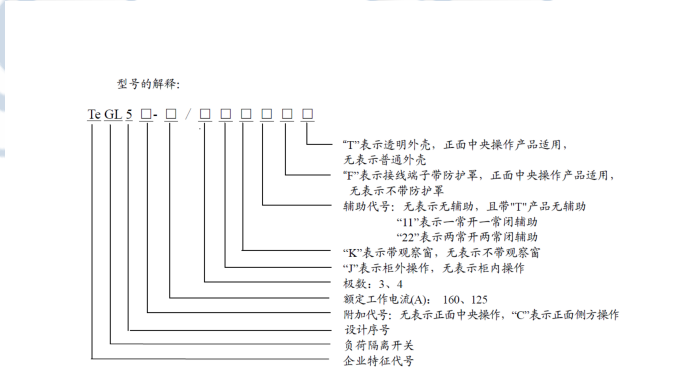 型号的解释：
Te GL 5 □-□ / □ □ □ □ □ □
“T”表示透明外壳，正面中央操作产品适用，
无表示普通外壳
“F”表示接线端子带防护罩，正面中央操作产品适用，
无表示不带防护罩
辅助代号：无表示无辅助，且带"T"产品无辅助
“11”表示一常开一常闭辅助
“22”表示两常开两常闭辅助
“K”表示带观察窗，无表示不带观察窗
“J”表示柜外操作，无表示柜内操作
极数：3、4
额定工作电流(A)： 160、125
附加代号：无表示正面中央操作，“C”表示正面侧方操作
设计序号
负荷隔离开关
企业特征代号